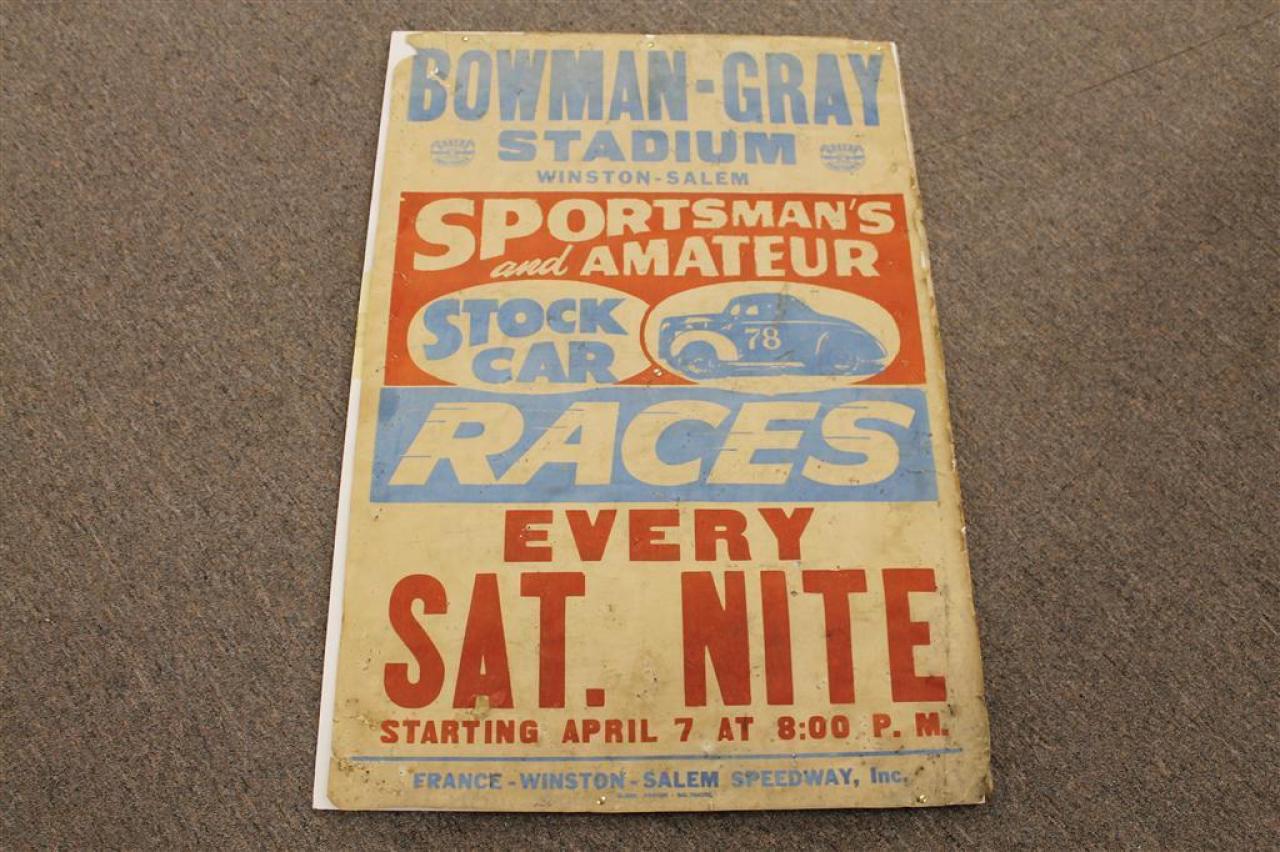 BOWMAN-GRAY
STADIUM
WINSTON-SALEM
SPORTSMAN'S
and AMATEUR
STOCK
CAR
78
RACES
EVERY
SAT. NITE
STARTING APRIL 7 AT 8:00 P. M.
FRANCE-WINSTON-SALEM SPEEDWAY, Inc.